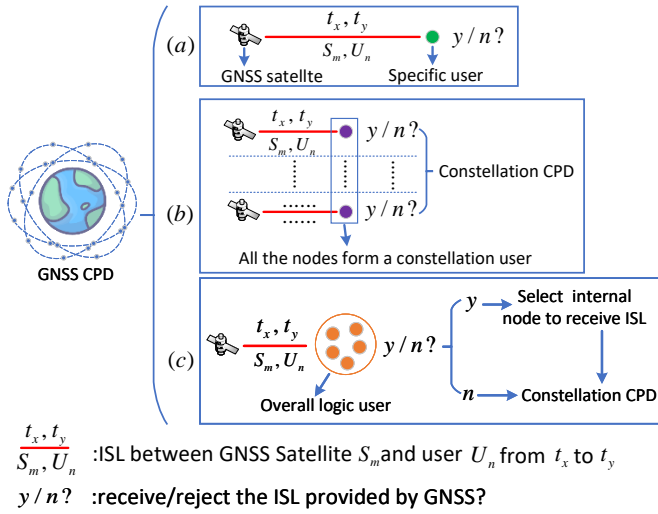 (a)
t_x, t_y
S_m, U_n
y / n?
GNSS satellte
Specific user
t_x, t_y
S_m, U_n
y / n?
Constellation CPD
(b)
......
......
y / n?
All the nodes form a constellation user
GNSS CPD
(c)
t_x, t_y
S_m, U_n
y / n?
Overall logic user
y
Select internal
node to receive ISL
n
Constellation CPD
t_x, t_y
S_m, U_n
:ISL between GNSS Satellite S_m and user U_n from t_x to t_y
y / n? :receive/reject the ISL provided by GNSS?